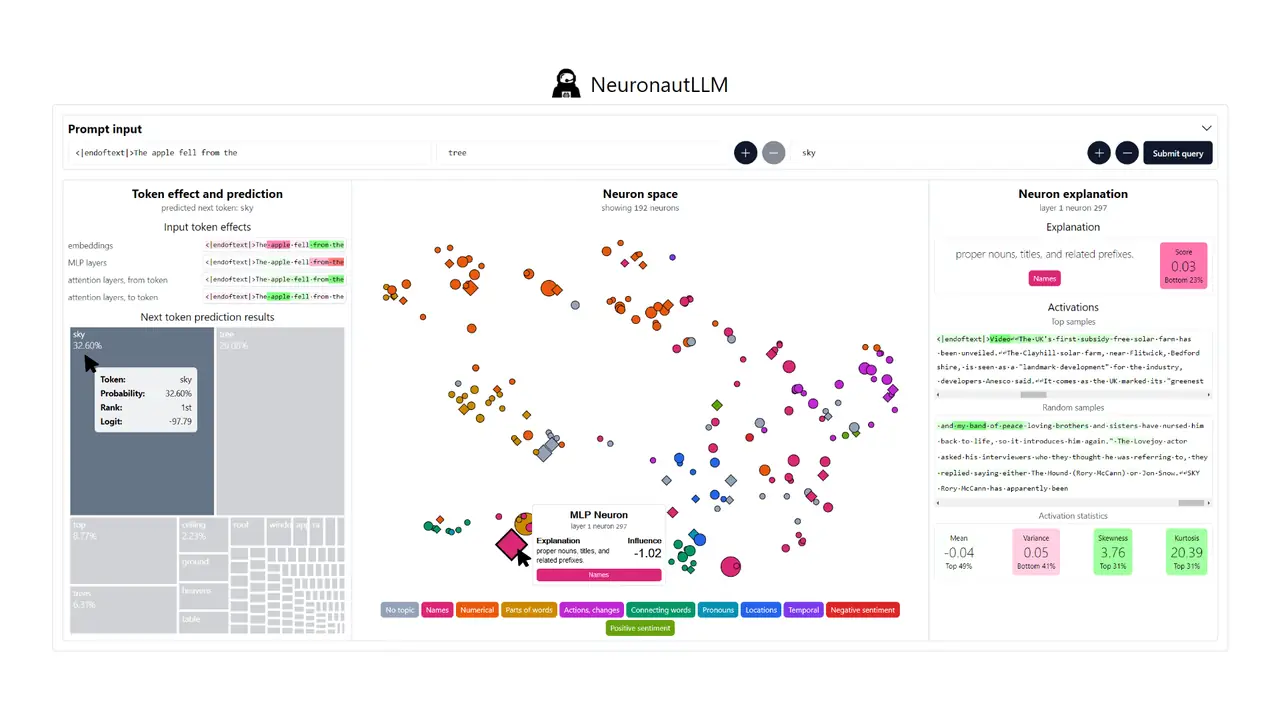 NeuronautLLM
Prompt input
<|endoftext|>The apple fell from the
tree
sky
Submit query
Token effect and prediction
predicted next token: sky
Input token effects
embeddings
<|endoftext|>The·apple·fell·from·the
MLP layers
<|endoftext|>The·apple·fell·from·the
attention layers, from token
<|endoftext|>The·apple·fell·from·the
attention layers, to token
<|endoftext|>The·apple·fell·from·the
Next token prediction results
sky
32.60%
tree
Token: sky
Probability: 32.60%
Rank: 1st
Logit: -97.79
top
8.77%
ceiling
2.23%
roof
ground
heavens
6.31%
table
Neuron space
showing 192 neurons
MLP Neuron
layer 1 neuron 297
Explanation
Influence
proper nouns, titles, and
related prefixes.
-1.02
Names
No topic
Names
Numerical
Parts of words
Actions, changes
Connecting words
Pronouns
Locations
Temporal
Negative sentiment
Positive sentiment
Neuron explanation
layer 1 neuron 297
Explanation
proper nouns, titles, and related prefixes.
Names
Score
0.03
Bottom 23%
Activations
Top samples
<|endoftext|>Video↵↵The·UK's·first·subsidy·free·solar·farm·has
·been·unveiled.↵↵The·Clayhill·solar·farm,·near·Flitwick,·Bedford
shire,·is·seen·as·a·"landmark·development"·for·the·industry,
·developers·Anesco·said.↵↵It·comes·as·the·UK·marked·its·"greenest
Random samples
·and·my·band·of·peace·loving·brothers·and·sisters·have·nursed·him
·back·to·life,·so·it·introduces·him·again."·The·Lovejoy·actor
·asked·his·interviewers·who·they·thought·he·was·referring·to,·they
·replied·saying·either·The·Hound·(Rory·McCann)·or·Jon·Snow.↵↵SKY
·Rory·McCann·has·apparently·been
Activation statistics
Mean
-0.04
Top 49%
Variance
0.05
Bottom 41%
Skewness
3.76
Top 31%
Kurtosis
20.39
Top 31%